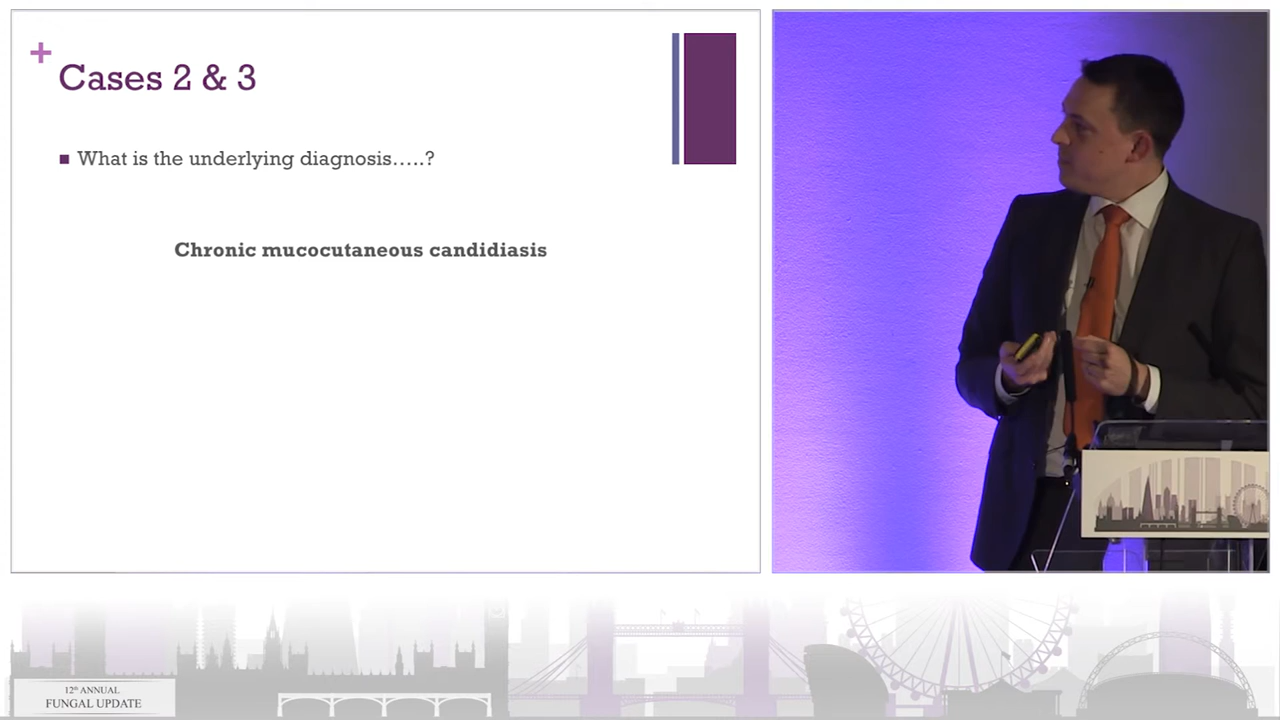 +
Cases 2 & 3
■ What is the underlying diagnosis…..?
Chronic mucocutaneous candidiasis
12th ANNUAL
FUNGAL UPDATE